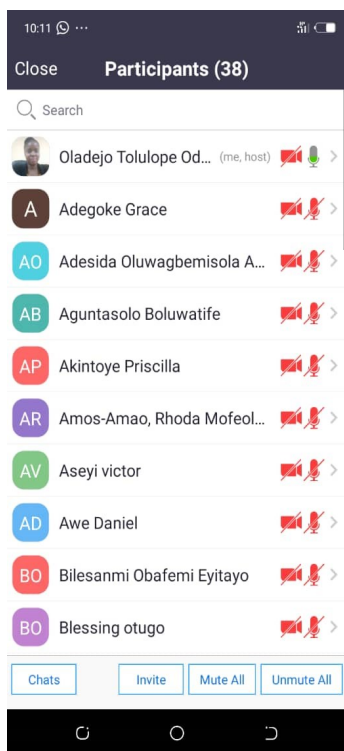 10:11
Close Participants (38)
Search
Oladejo Tolulope Od... (me, host)
A Adegoke Grace
AO Adesida Oluwagbemisola A...
AB Aguntasolo Boluwatife
AP Akintoye Priscilla
AR Amos-Amao, Rhoda Mofeol...
AV Aseyi victor
AD Awe Daniel
BO Bilesanmi Obafemi Eyitayo
BO Blessing otugo
Chats Invite Mute All Unmute All